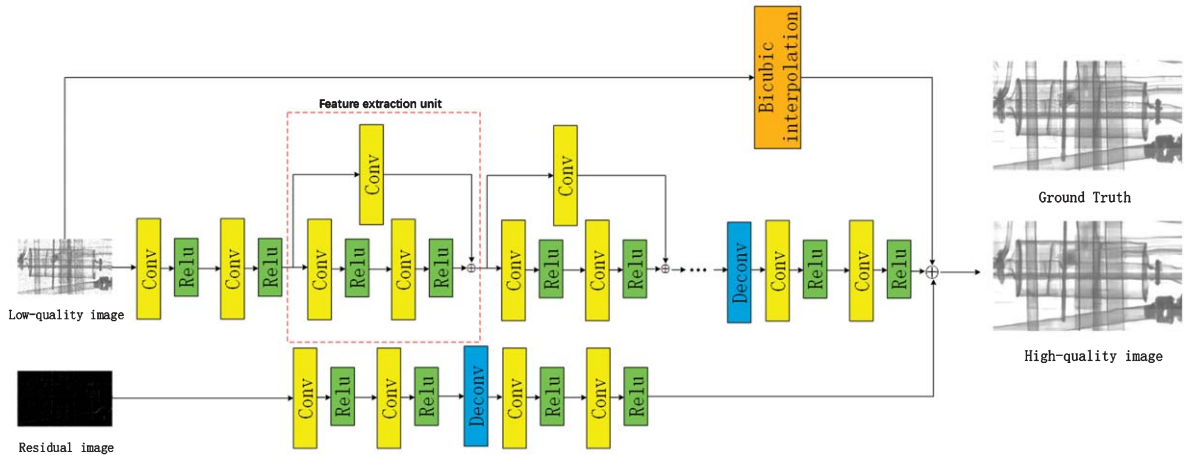 Bicubic
interpolation
Feature extraction unit
Conv
Conv
Ground Truth
Conv
Relu
Conv
Relu
Conv
Relu
Conv
Relu
Conv
Relu
Conv
Relu
Deconv
Conv
Relu
Conv
Relu
Low-quality image
High-quality image
Conv
Relu
Conv
Relu
Deconv
Conv
Relu
Conv
Relu
Residual image